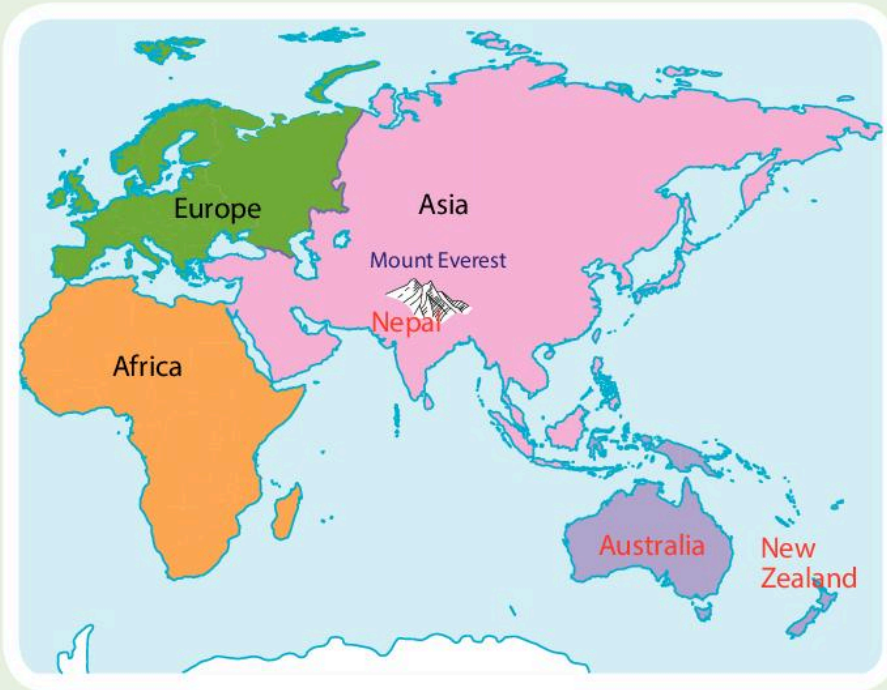 Europe
Asia
Mount Everest
Nepal
Africa
Australia
New
Zealand